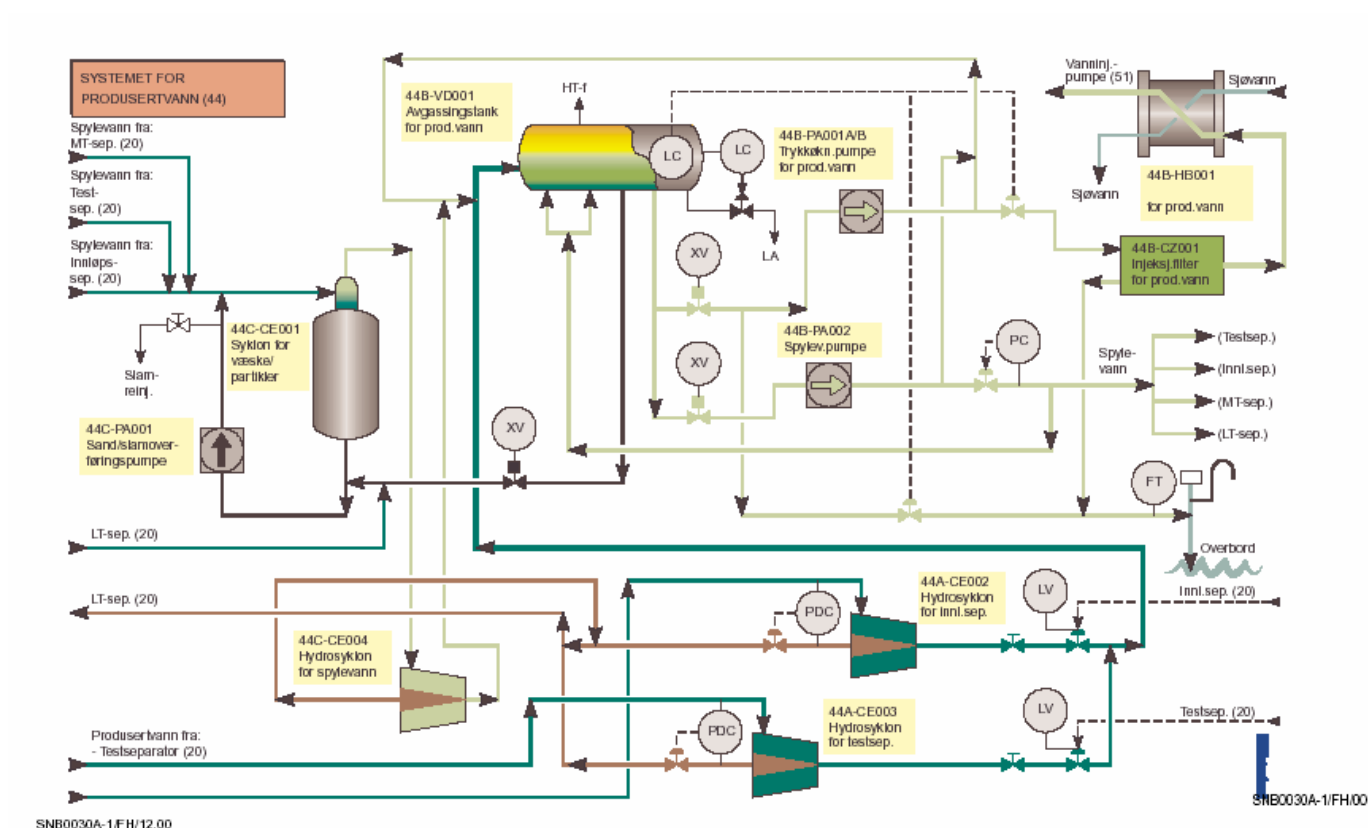 SYSTEMET FOR
PRODUSERTVANN (44)
Spylevann fra:
MT-sep. (20)
Spylevann fra:
Test-
sep. (20)
Spylevann fra:
Innløps-
sep. (20)
Slam-
reinj.
44C-PA001
Sand/slamover-
føringspumpe
44C-CE001
Syklon for
væske/
partikler
LT-sep. (20)
LT-sep. (20)
44C-CE004
Hydrosyklon
for spylevann
Produsertvann fra:
- Testseparator (20)
44B-VD001
Avgassingstank
for prod.vann
HT-f
LC
LC
LA
XV
XV
XV
44B-PA001A/B
Trykkøkn.pumpe
for prod.vann
44B-PA002
Spylev.pumpe
PC
Vanninj.-
pumpe (51)
Sjøvann
Sjøvann
44B-HB001
for prod.vann
44B-CZ001
Injeksj.filter
for prod.vann
Spyle-
vann
(Testsep.)
(Innl.sep.)
(MT-sep.)
(LT-sep.)
FT
Overbord
44A-CE002
Hydrosyklon
for innl.sep.
PDC
LV
Innl.sep. (20)
44A-CE003
Hydrosyklon
for testsep.
PDC
LV
Testsep. (20)
SNB0030A-1/FH/00
SNB0030A-1/FH/12.00